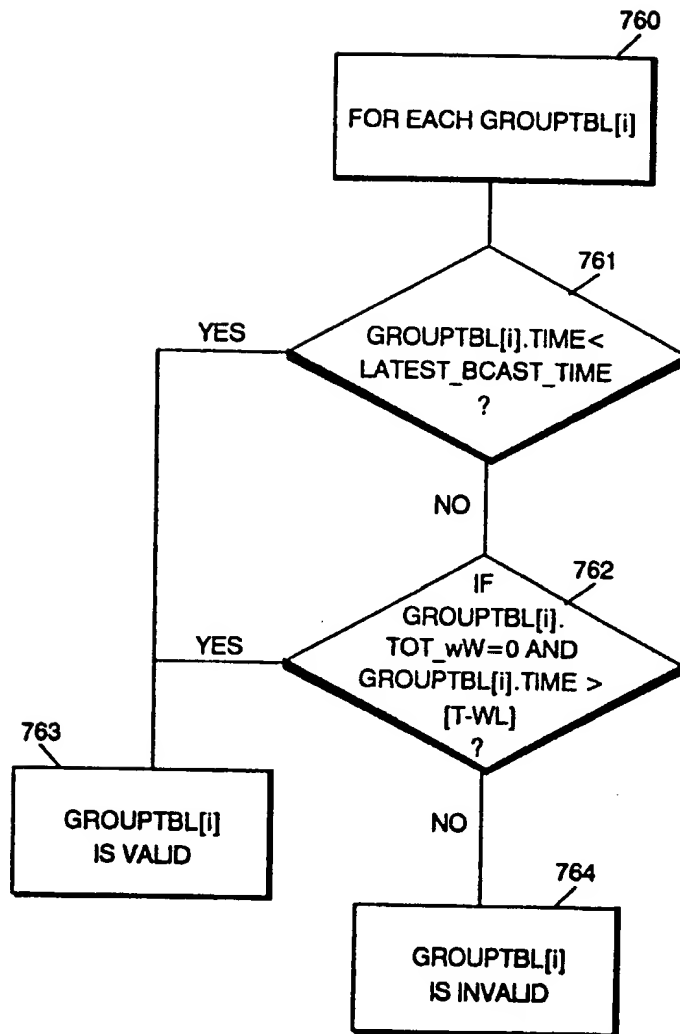 760
FOR EACH GROUPTBL[i]
761
YES
GROUPTBL[i].TIME<
LATEST_BCAST_TIME
?
NO
762
IF
GROUPTBL[i].
TOT_wW=0 AND
GROUPTBL[i].TIME >
[T-WL]
?
YES
763
GROUPTBL[i]
IS VALID
NO
764
GROUPTBL[i]
IS INVALID